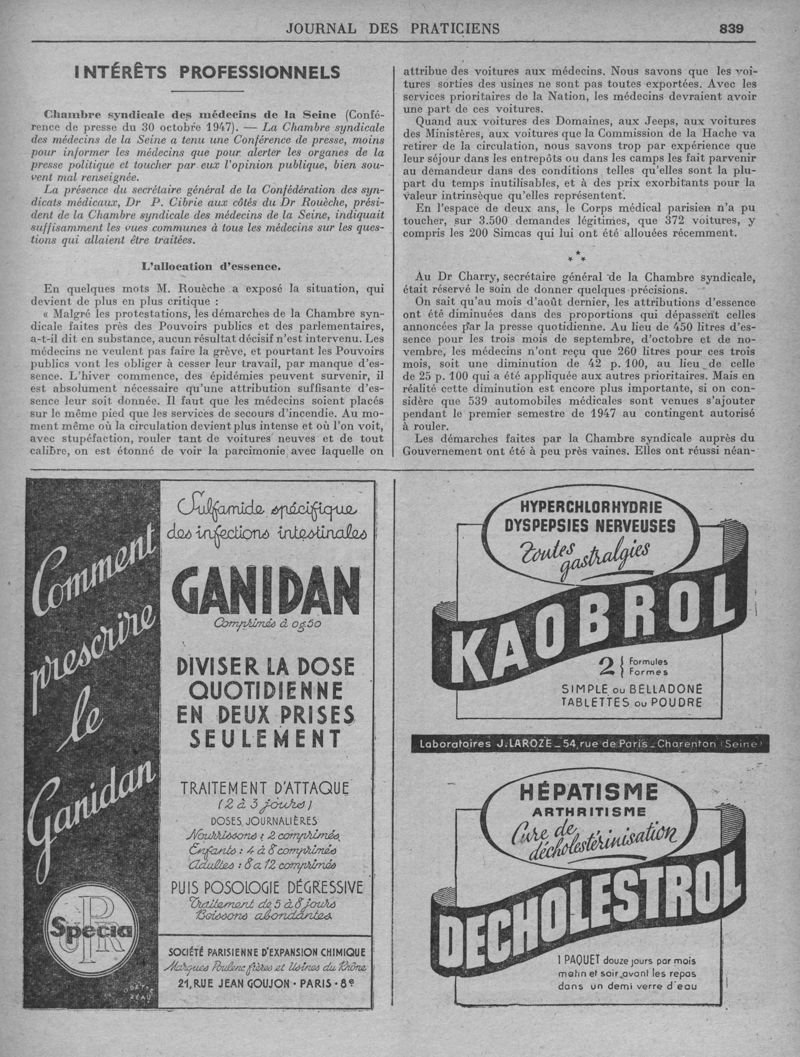 JOURNAL DES PRATICIENS 839
INTÉRÊTS PROFESSIONNELS
Chambre syndicale des médecins de la Seine (Confé-
rence de presse du 30 octobre 1947). — La Chambre syndicale
des médecins de la Seine a tenu une Conférence de presse, moins
pour informer les médecins que pour alerter les organes de la
presse politique et toucher par eux l'opinion publique, bien sou-
vent mal renseignée.
La présence du secrétaire général de la Confédération des syn-
dicats médicaux, Dr P. Cibrie aux côtés du Dr Rouèche, prési-
dent de la Chambre syndicale des médecins de la Seine, indiquait
suffisamment les vues communes à tous les médecins sur les ques-
tions qui allaient être traitées.
L'allocation d'essence.
En quelques mots M. Rouèche a exposé la situation, qui
devient de plus en plus critique :
« Malgré les protestations, les démarches de la Chambre syn-
dicale faites près des Pouvoirs publics et des parlementaires,
a-t-il dit en substance, aucun résultat décisif n'est intervenu. Les
médecins ne veulent pas faire la grève, et pourtant les Pouvoirs
publics vont les obliger à cesser leur travail, par manque d'es-
sence. L'hiver commence, des épidémies peuvent survenir, il
est absolument nécessaire qu'une attribution suffisante d'es-
sence leur soit donnée. Il faut que les médecins soient placés
sur le même pied que les services de secours d'incendie. Au mo-
ment même où la circulation devient plus intense et où l'on voit,
avec stupéfaction, rouler tant de voitures neuves et de tout
calibre, on est étonné de voir la parcimonie avec laquelle on
attribue des voitures aux médecins. Nous savons que les voi-
tures sorties des usines ne sont pas toutes exportées. Avec les
services prioritaires de la Nation, les médecins devraient avoir
une part de ces voitures.
Quand aux voitures des Domaines, aux Jeeps, aux voitures
des Ministères, aux voitures que la Commission de la Hache va
retirer de la circulation, nous savons trop par expérience que
leur séjour dans les entrepôts ou dans les camps les fait parvenir
au demandeur dans des conditions telles qu'elles sont la plu-
part du temps inutilisables, et à des prix exorbitants pour la
valeur intrinsèque qu'elles représentent.
En l'espace de deux ans, le Corps médical parisien n'a pu
toucher, sur 3.500 demandes légitimes, que 372 voitures, y
compris les 200 Simcas qui lui ont été allouées récemment.
* * *
Au Dr Charry, secrétaire général de la Chambre syndicale,
était réservé le soin de donner quelques précisions.
On sait qu'au mois d'août dernier, les attributions d'essence
ont été diminuées dans des proportions qui dépassent celles
annoncées par la presse quotidienne. Au lieu de 450 litres d'es-
sence pour les trois mois de septembre, d'octobre et de no-
vembre, les médecins n'ont reçu que 260 litres pour ces trois
mois, soit une diminution de 42 p. 100, au lieu de celle
de 25 p. 100 qui a été appliquée aux autres prioritaires. Mais en
réalité cette diminution est encore plus importante, si on con-
sidère que 539 automobiles médicales sont venues s'ajouter
pendant le premier semestre de 1947 au contingent autorisé
à rouler.
Les démarches faites par la Chambre syndicale auprès du
Gouvernement ont été à peu près vaines. Elles ont réussi néan-
Comment
prescrire
le
Ganidan
UPR
Specia
ODETTE
REAU
Sulfamide spécifique
des infections intestinales
GANIDAN
Comprimés à 0g50
DIVISER LA DOSE
QUOTIDIENNE
EN DEUX PRISES
SEULEMENT
TRAITEMENT D'ATTAQUE
(2 à 3 jours)
DOSES JOURNALIÈRES
Nourrissons : 2 comprimés
Enfants : 4 à 8 comprimés
Adultes : 8 à 12 comprimés
PUIS POSOLOGIE DÉGRESSIVE
Traitement de 5 à 8 jours
Boissons abondantes
SOCIÉTÉ PARISIENNE D'EXPANSION CHIMIQUE
Marques Poulenc frères et Usines du Rhône
21, RUE JEAN GOUJON · PARIS · 8e
HYPERCHLORHYDRIE
DYSPEPSIES NERVEUSES
Toutes
gastralgies
KAOBROL
2 } formules
Formes
SIMPLE ou BELLADONÉ
TABLETTES ou POUDRE
Laboratoires J. LAROZE _ 54, rue de Paris _ Charenton (Seine)
HÉPATISME
ARTHRITISME
Cure de
décholestérinisation
DECHOLESTROL
1 PAQUET douze jours par mois
matin et soir, avant les repas
dans un demi verre d'eau